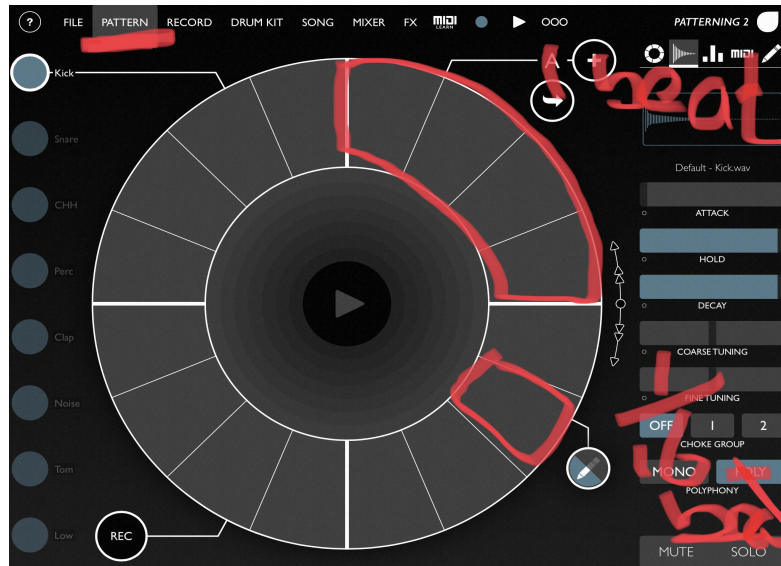 ? FILE PATTERN RECORD DRUM KIT SONG MIXER FX MIDI LEARN PATTERNING 2
Kick
A +
beat
MIDI
Snare
CHH
Perc
Clap
Noise
Tom
Low
REC
Default - Kick.wav
ATTACK
HOLD
DECAY
COARSE TUNING
FINE TUNING
OFF 1 2
CHOKE GROUP
MONO POLY
POLYPHONY
MUTE SOLO
1
16